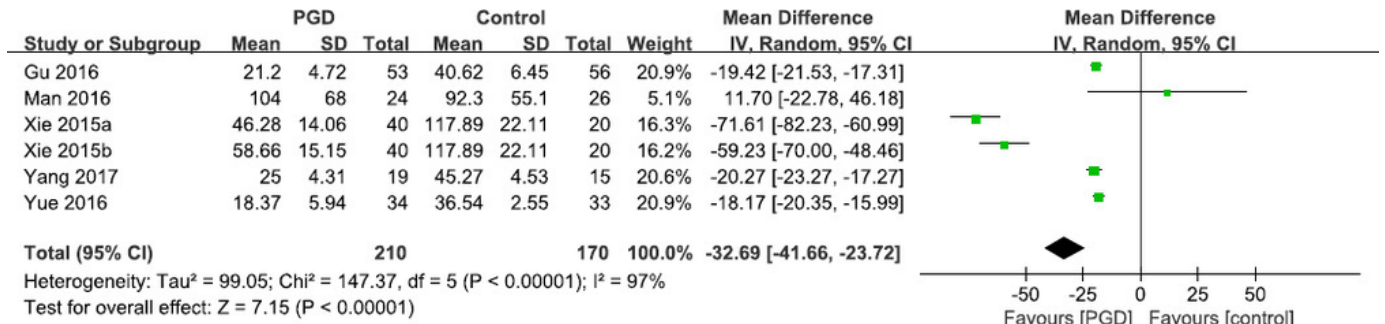 PGD Control Mean Difference Mean Difference
Study or Subgroup Mean SD Total Mean SD Total Weight IV, Random, 95% CI IV, Random, 95% CI
Gu 2016 21.2 4.72 53 40.62 6.45 56 20.9% -19.42 [-21.53, -17.31]
Man 2016 104 68 24 92.3 55.1 26 5.1% 11.70 [-22.78, 46.18]
Xie 2015a 46.28 14.06 40 117.89 22.11 20 16.3% -71.61 [-82.23, -60.99]
Xie 2015b 58.66 15.15 40 117.89 22.11 20 16.2% -59.23 [-70.00, -48.46]
Yang 2017 25 4.31 19 45.27 4.53 15 20.6% -20.27 [-23.27, -17.27]
Yue 2016 18.37 5.94 34 36.54 2.55 33 20.9% -18.17 [-20.35, -15.99]
Total (95% CI) 210 170 100.0% -32.69 [-41.66, -23.72]
Heterogeneity: Tau² = 99.05; Chi² = 147.37, df = 5 (P < 0.00001); I² = 97%
Test for overall effect: Z = 7.15 (P < 0.00001)
-50 -25 0 25 50
Favours [PGD] Favours [control]